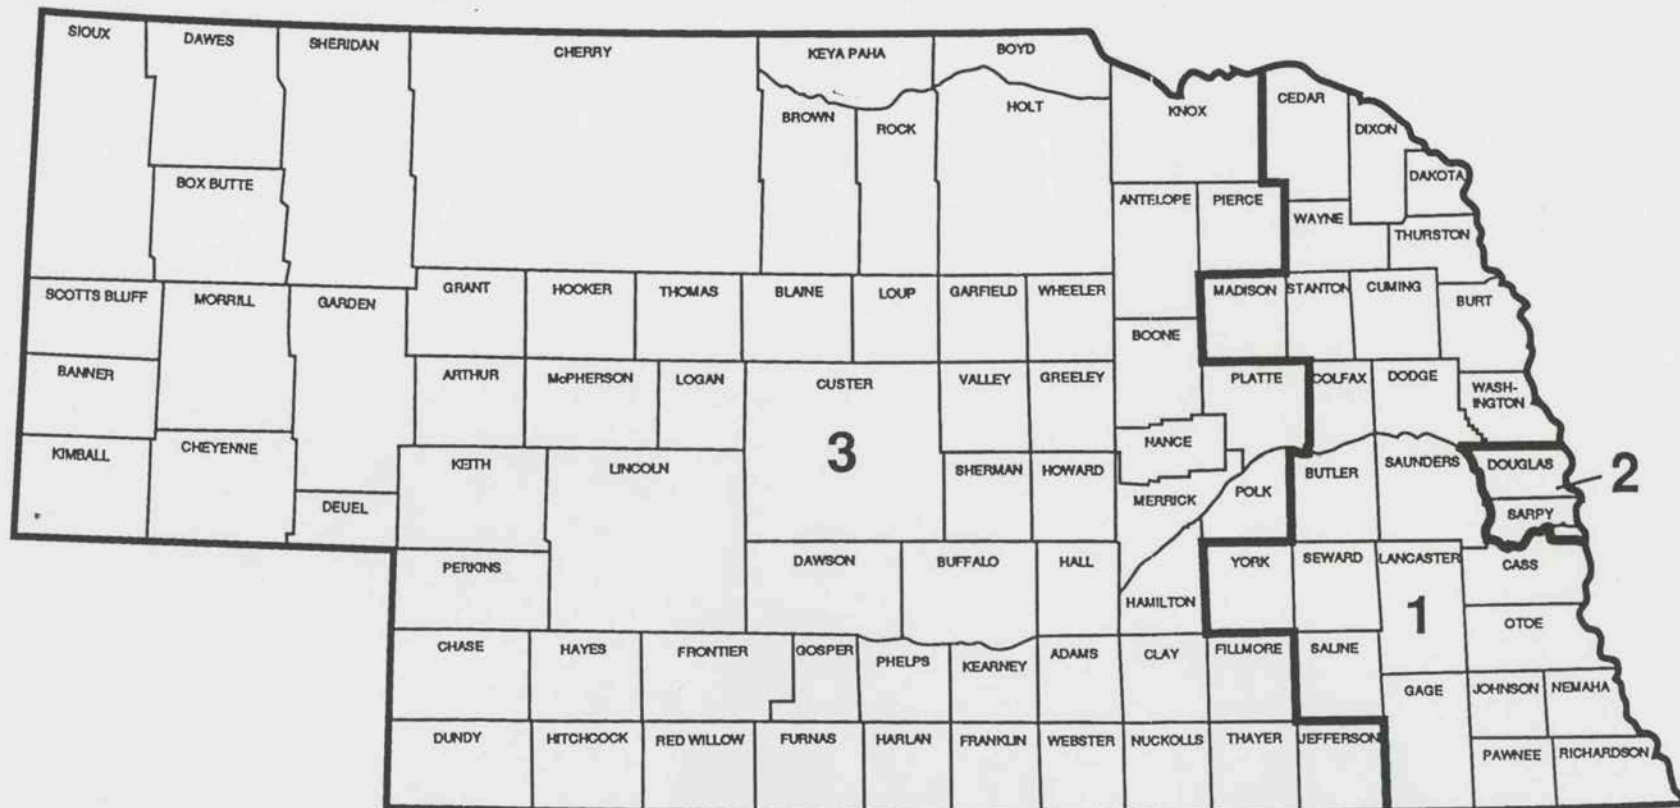 SIOUX
DAWES
SHERIDAN
CHERRY
KEYA PAHA
BOYD
KNOX
CEDAR
DIXON
DAKOTA
BROWN
ROCK
HOLT
BOX BUTTE
ANTELOPE
PIERCE
WAYNE
THURSTON
SCOTTS BLUFF
MORRILL
GARDEN
GRANT
HOOKER
THOMAS
BLAINE
LOUP
GARFIELD
WHEELER
MADISON
STANTON
CUMING
BURT
BOONE
BANNER
ARTHUR
McPHERSON
LOGAN
CUSTER
VALLEY
GREELEY
PLATTE
COLFAX
DODGE
WASH-
INGTON
KIMBALL
CHEYENNE
KEITH
LINCOLN
3
SHERMAN
HOWARD
NANCE
MERRICK
POLK
BUTLER
SAUNDERS
DOUGLAS
2
SARPY
DEUEL
PERKINS
DAWSON
BUFFALO
HALL
HAMILTON
YORK
SEWARD
LANCASTER
CASS
1
OTOE
CHASE
HAYES
FRONTIER
GOSPER
PHELPS
KEARNEY
ADAMS
CLAY
FILLMORE
SALINE
GAGE
JOHNSON
NEMAHA
DUNDY
HITCHCOCK
RED WILLOW
FURNAS
HARLAN
FRANKLIN
WEBSTER
NUCKOLLS
THAYER
JEFFERSON
PAWNEE
RICHARDSON